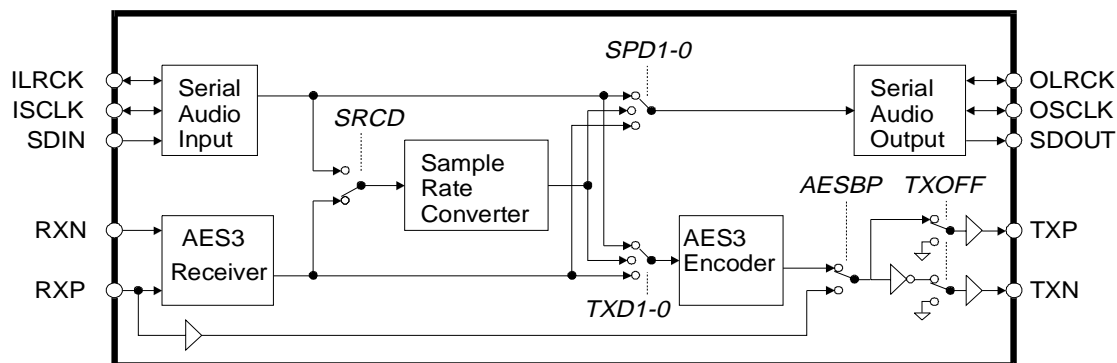 SPD1-0
ILRCK
ISCLK
SDIN
Serial
Audio
Input
Serial
Audio
Output
OLRCK
OSCLK
SDOUT
SRCD
Sample
Rate
Converter
AESBP
TXOFF
RXN
RXP
AES3
Receiver
AES3
Encoder
TXP
TXN
TXD1-0